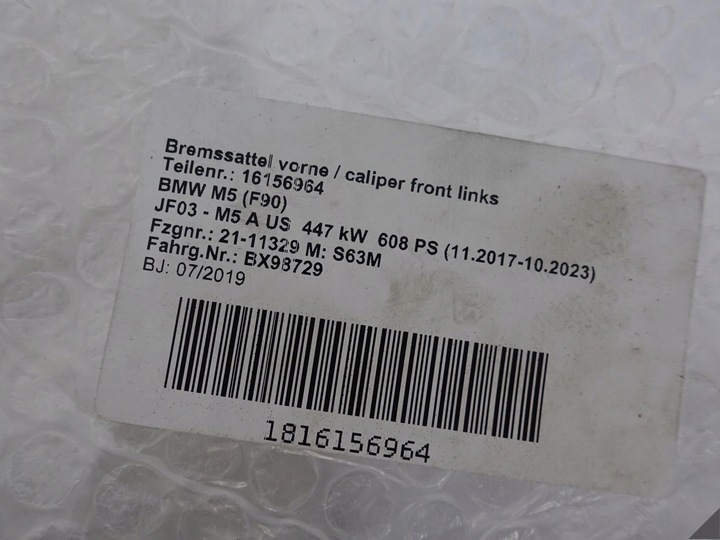 Bremssattel vorne / caliper front links
Teilenr.: 16156964
BMW M5 (F90)
JF03 - M5 A US 447 kW 608 PS (11.2017-10.2023)
Fzgnr.: 21-11329 M: S63M
Fahrg.Nr.: BX98729
BJ: 07/2019
1816156964